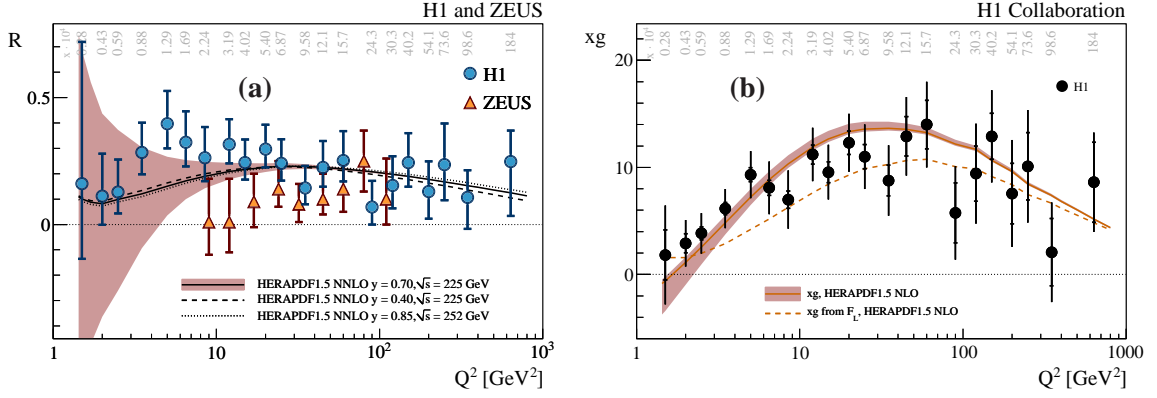 H1 and ZEUS
R
x · 10⁴
0.28 0.43 0.59 0.88 1.29 1.69 2.24 3.19 4.02 5.40 6.87 9.58 12.1 15.7 24.3 30.3 40.2 54.1 73.6 98.6 184
(a)
H1
ZEUS
0.5
0
HERAPDF1.5 NNLO y = 0.70,√s = 225 GeV
HERAPDF1.5 NNLO y = 0.40,√s = 225 GeV
HERAPDF1.5 NNLO y = 0.85,√s = 252 GeV
1 10 10² 10³
Q² [GeV²]
H1 Collaboration
xg
x · 10⁴
0.28 0.43 0.59 0.88 1.29 1.69 2.24 3.19 4.02 5.40 6.87 9.58 12.1 15.7 24.3 30.3 40.2 54.1 73.6 98.6 184
(b)
H1
20
10
0
-6
xg, HERAPDF1.5 NLO
xg from F_L, HERAPDF1.5 NLO
1 10 100 1000
Q² [GeV²]